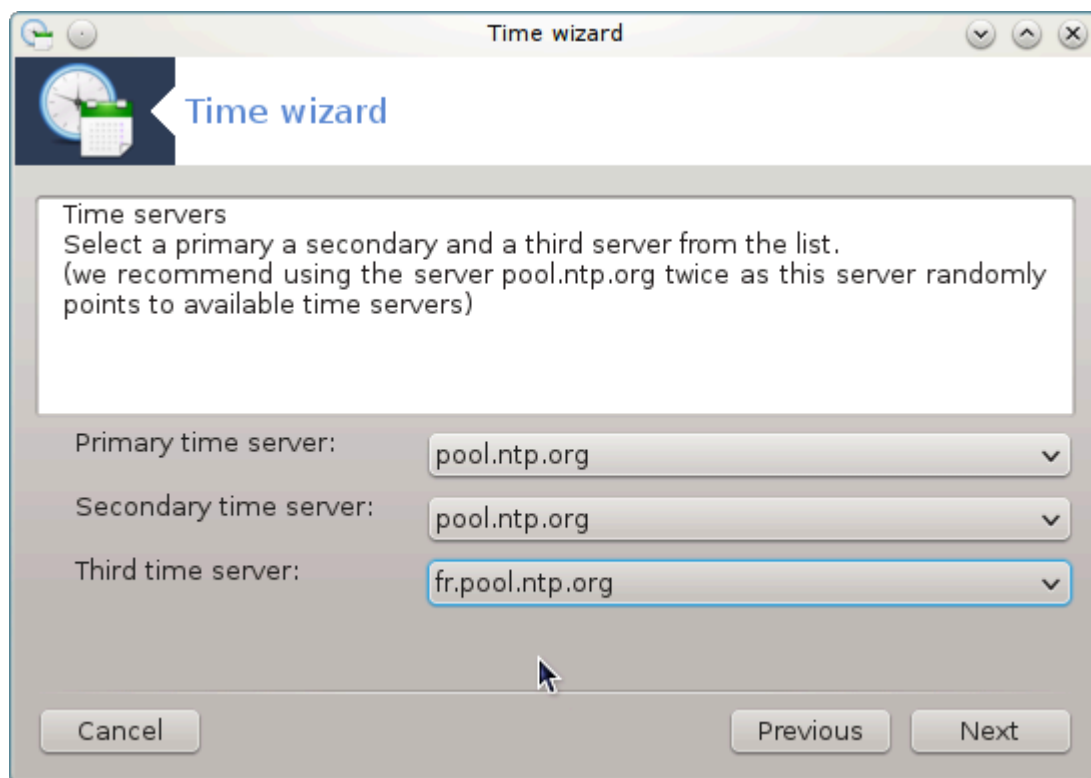 Time wizard
Time wizard
Time servers
Select a primary a secondary and a third server from the list.
(we recommend using the server pool.ntp.org twice as this server randomly
points to available time servers)
Primary time server:
pool.ntp.org
Secondary time server:
pool.ntp.org
Third time server:
fr.pool.ntp.org
Cancel
Previous
Next